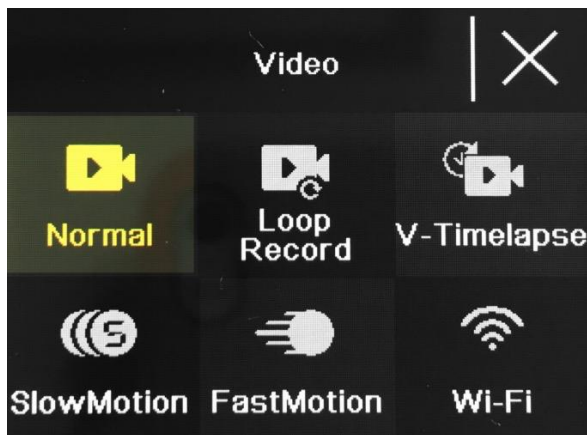 Video
Normal
Loop
Record
V-Timelapse
SlowMotion
FastMotion
Wi-Fi